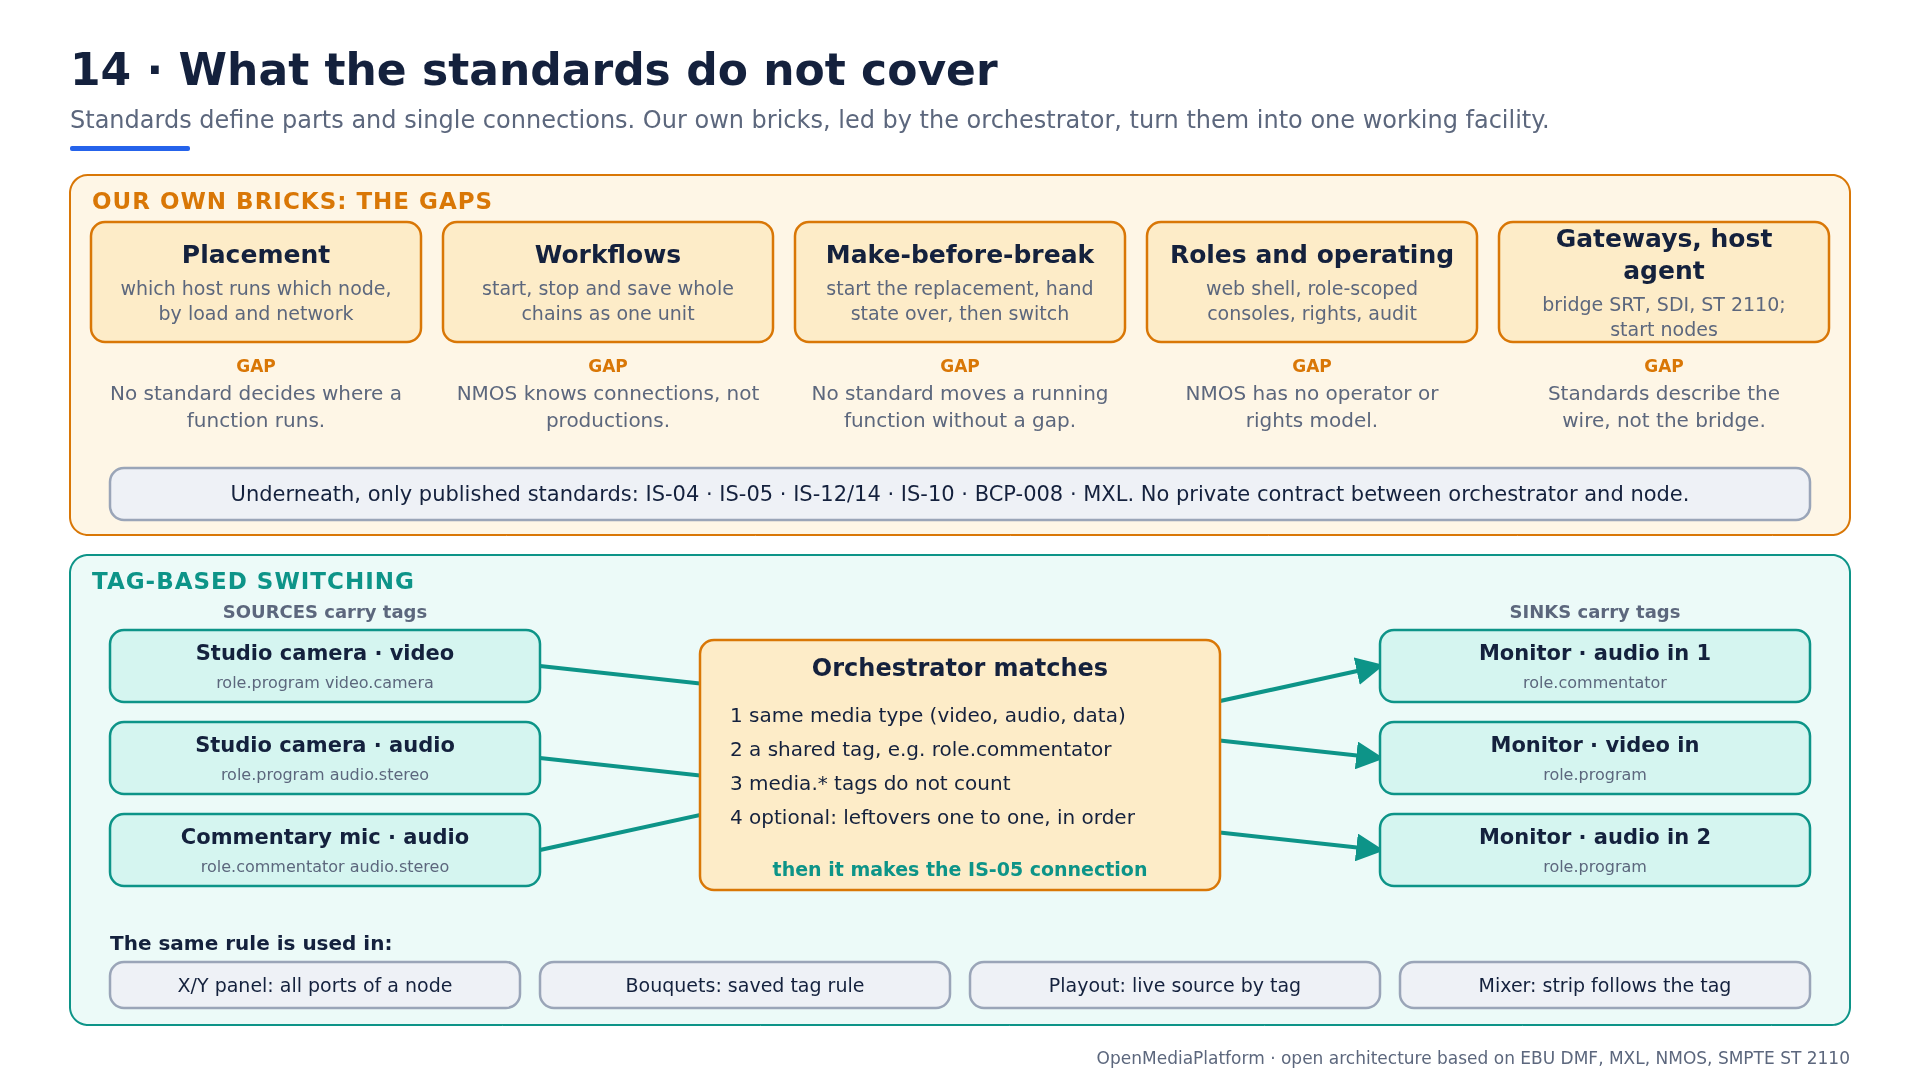 14 · What the standards do not cover
Standards define parts and single connections. Our own bricks, led by the orchestrator, turn them into one working facility.
OUR OWN BRICKS: THE GAPS
Placement
which host runs which node,
by load and network
GAP
No standard decides where a
function runs.
Workflows
start, stop and save whole
chains as one unit
GAP
NMOS knows connections, not
productions.
Make-before-break
start the replacement, hand
state over, then switch
GAP
No standard moves a running
function without a gap.
Roles and operating
web shell, role-scoped
consoles, rights, audit
GAP
NMOS has no operator or
rights model.
Gateways, host
agent
bridge SRT, SDI, ST 2110;
start nodes
GAP
Standards describe the
wire, not the bridge.
Underneath, only published standards: IS-04 · IS-05 · IS-12/14 · IS-10 · BCP-008 · MXL. No private contract between orchestrator and node.
TAG-BASED SWITCHING
SOURCES carry tags
Studio camera · video
role.program video.camera
Studio camera · audio
role.program audio.stereo
Commentary mic · audio
role.commentator audio.stereo
Orchestrator matches
1 same media type (video, audio, data)
2 a shared tag, e.g. role.commentator
3 media.* tags do not count
4 optional: leftovers one to one, in order
then it makes the IS-05 connection
SINKS carry tags
Monitor · audio in 1
role.commentator
Monitor · video in
role.program
Monitor · audio in 2
role.program
The same rule is used in:
X/Y panel: all ports of a node
Bouquets: saved tag rule
Playout: live source by tag
Mixer: strip follows the tag
OpenMediaPlatform · open architecture based on EBU DMF, MXL, NMOS, SMPTE ST 2110